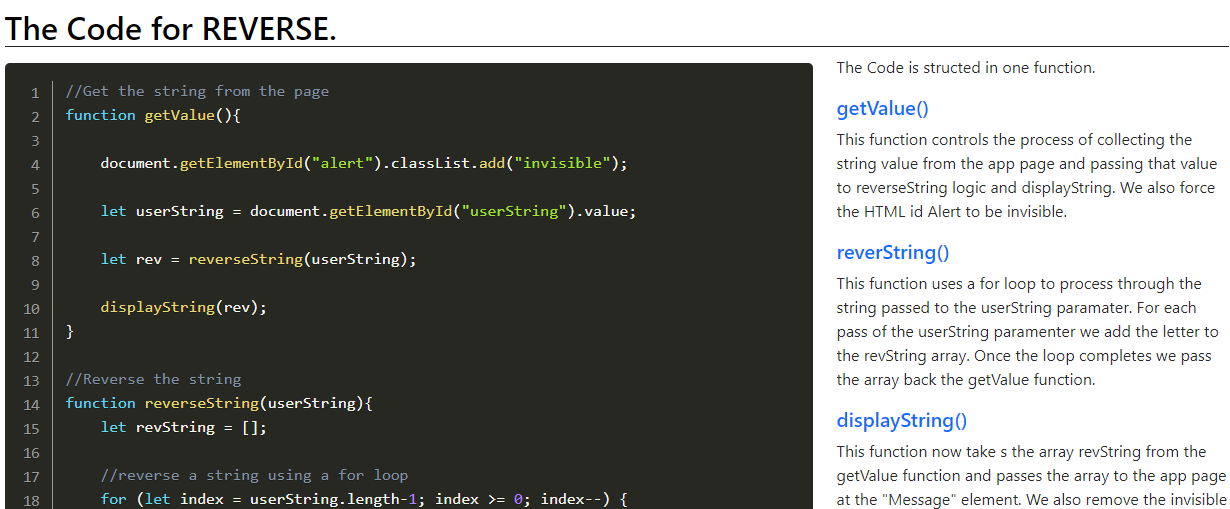 The Code for REVERSE.
1 //Get the string from the page
2 function getValue(){
3
4 document.getElementById("alert").classList.add("invisible");
5
6 let userString = document.getElementById("userString").value;
7
8 let rev = reverseString(userString);
9
10 displayString(rev);
11 }
12
13 //Reverse the string
14 function reverseString(userString){
15 let revString = [];
16
17 //reverse a string using a for loop
18 for (let index = userString.length-1; index >= 0; index--) {
The Code is structed in one function.
getValue()
This function controls the process of collecting the
string value from the app page and passing that value
to reverseString logic and displayString. We also force
the HTML id Alert to be invisible.
reverString()
This function uses a for loop to process through the
string passed to the userString paramater. For each
pass of the userString paramenter we add the letter to
the revString array. Once the loop completes we pass
the array back the getValue function.
displayString()
This function now take s the array revString from the
getValue function and passes the array to the app page
at the "Message" element. We also remove the invisible